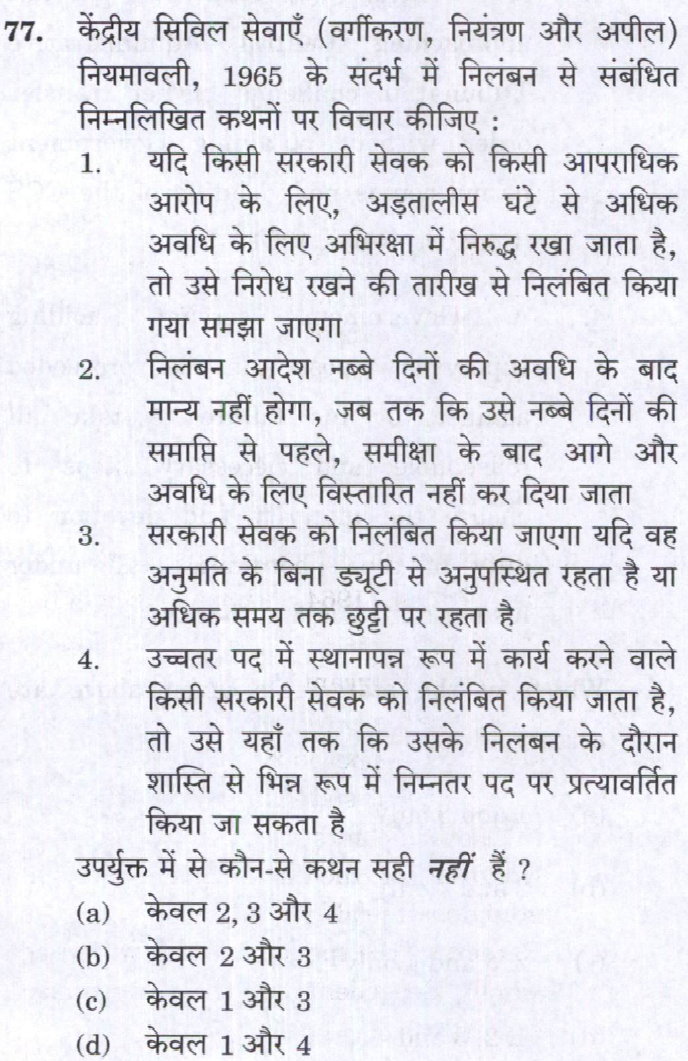 77. केंद्रीय सिविल सेवाएँ (वर्गीकरण, नियंत्रण और अपील)
नियमावली, 1965 के संदर्भ में निलंबन से संबंधित
निम्नलिखित कथनों पर विचार कीजिए :
1. यदि किसी सरकारी सेवक को किसी आपराधिक
आरोप के लिए, अड़तालीस घंटे से अधिक
अवधि के लिए अभिरक्षा में निरुद्ध रखा जाता है,
तो उसे निरोध रखने की तारीख से निलंबित किया
गया समझा जाएगा
2. निलंबन आदेश नब्बे दिनों की अवधि के बाद
मान्य नहीं होगा, जब तक कि उसे नब्बे दिनों की
समाप्ति से पहले, समीक्षा के बाद आगे और
अवधि के लिए विस्तारित नहीं कर दिया जाता
3. सरकारी सेवक को निलंबित किया जाएगा यदि वह
अनुमति के बिना ड्यूटी से अनुपस्थित रहता है या
अधिक समय तक छुट्टी पर रहता है
4. उच्चतर पद में स्थानापन्न रूप में कार्य करने वाले
किसी सरकारी सेवक को निलंबित किया जाता है,
तो उसे यहाँ तक कि उसके निलंबन के दौरान
शास्ति से भिन्न रूप में निम्नतर पद पर प्रत्यावर्तित
किया जा सकता है
उपर्युक्त में से कौन-से कथन सही नहीं हैं ?
(a) केवल 2, 3 और 4
(b) केवल 2 और 3
(c) केवल 1 और 3
(d) केवल 1 और 4